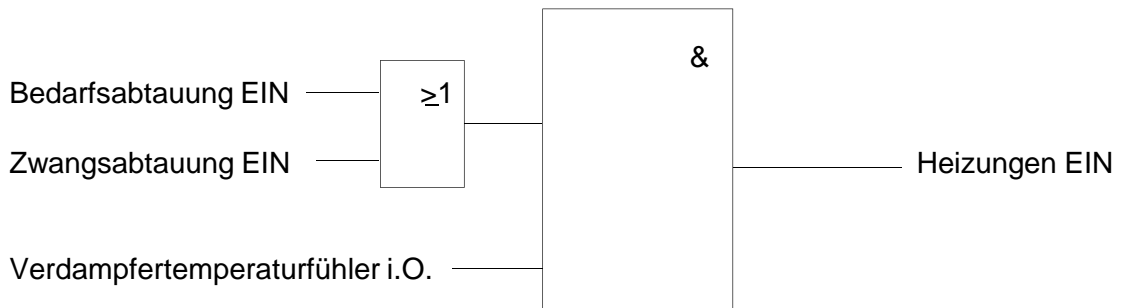 &
Bedarfsabtauung EIN
≥1
Zwangsabtauung EIN
Heizungen EIN
Verdampfertemperaturfühler i.O.